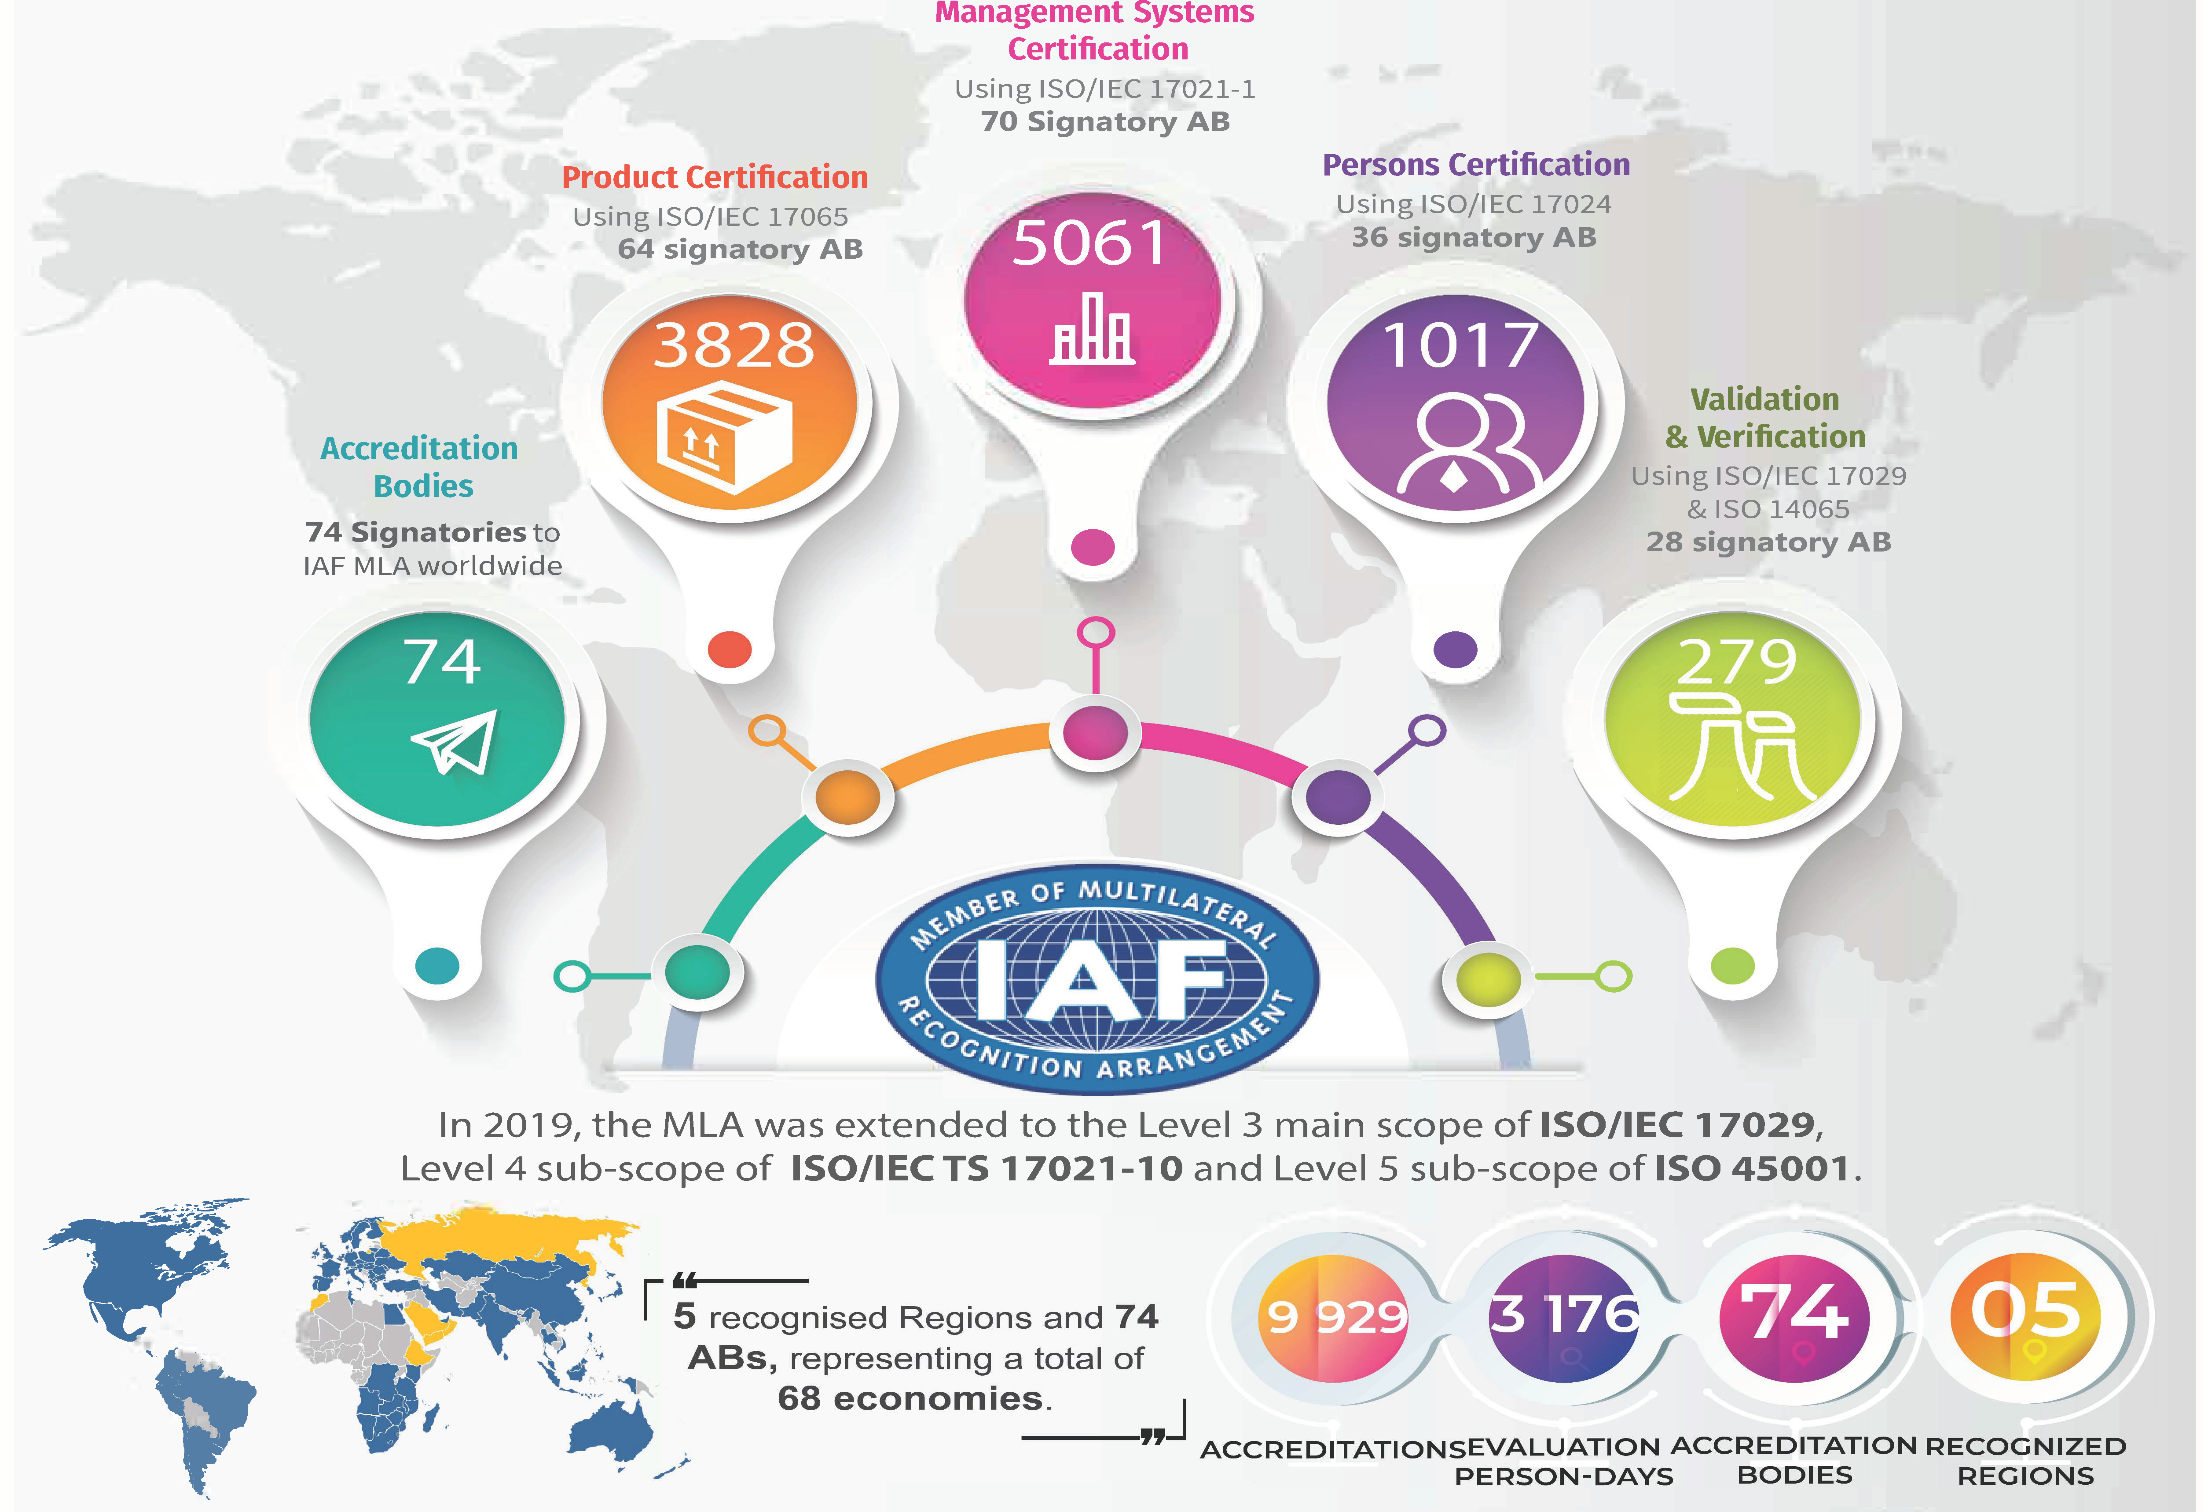 Management Systems
Certification
Using ISO/IEC 17021-1
70 Signatory AB
5061
Product Certification
Using ISO/IEC 17065
64 signatory AB
3828
Persons Certification
Using ISO/IEC 17024
36 signatory AB
1017
Accreditation
Bodies
74 Signatories to
IAF MLA worldwide
74
Validation
& Verification
Using ISO/IEC 17029
& ISO 14065
28 signatory AB
279
MEMBER OF MULTILATERAL
IAF
RECOGNITION ARRANGEMENT
In 2019, the MLA was extended to the Level 3 main scope of ISO/IEC 17029,
Level 4 sub-scope of ISO/IEC TS 17021-10 and Level 5 sub-scope of ISO 45001.
“
5 recognised Regions and 74
ABs, representing a total of
68 economies.
”
9 929
ACCREDITATIONS
3 176
EVALUATION
PERSON-DAYS
74
ACCREDITATION
BODIES
05
RECOGNIZED
REGIONS